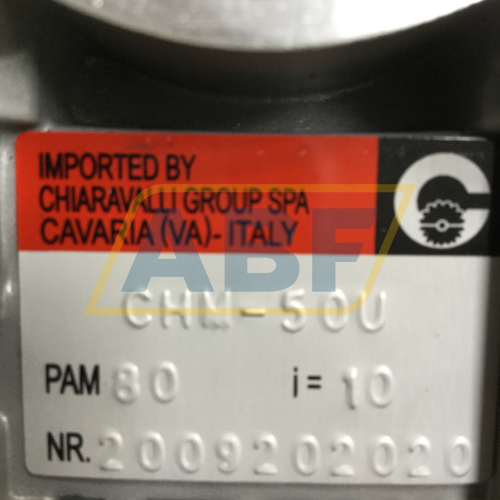 IMPORTED BY
CHIARAVALLI GROUP SPA
CAVARIA (VA)- ITALY
C
ABF
CHM-50U
PAM 80 i= 10
NR. 2009202020